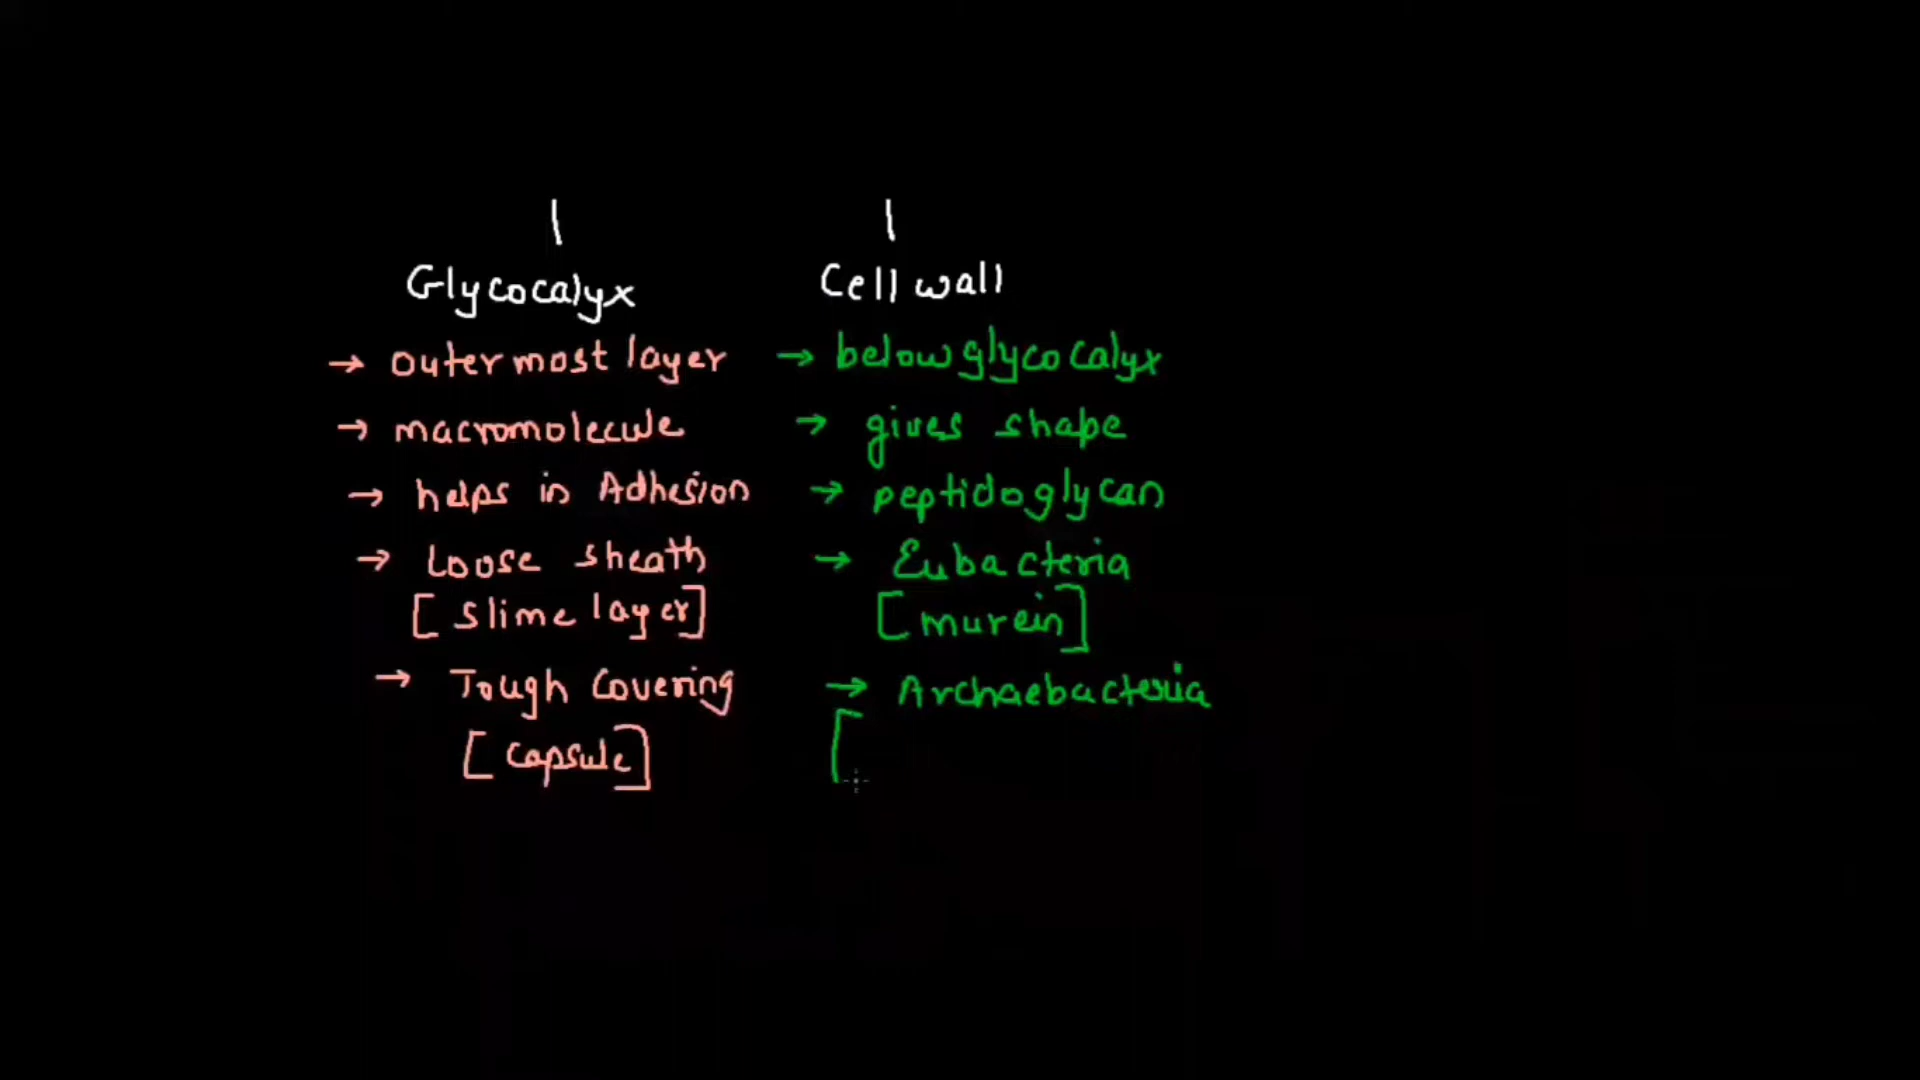 Glycocalyx
→ outermost layer
→ macromolecule
→ helps in Adhesion
→ Loose sheath
[slime layer]
→ Tough covering
[capsule]
Cell wall
→ below glycocalyx
→ gives shape
→ peptidoglycan
→ Eubacteria
[murein]
→ Archaebacteria
[